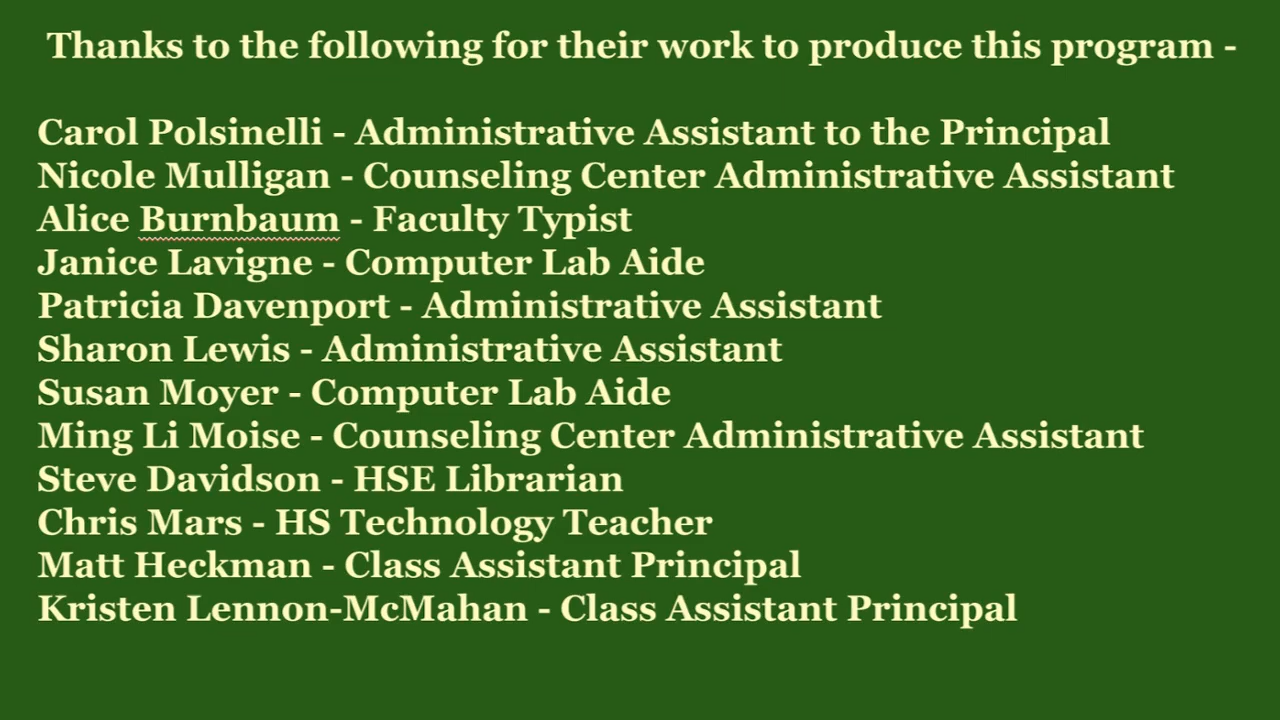 Thanks to the following for their work to produce this program -
Carol Polsinelli - Administrative Assistant to the Principal
Nicole Mulligan - Counseling Center Administrative Assistant
Alice Burnbaum - Faculty Typist
Janice Lavigne - Computer Lab Aide
Patricia Davenport - Administrative Assistant
Sharon Lewis - Administrative Assistant
Susan Moyer - Computer Lab Aide
Ming Li Moise - Counseling Center Administrative Assistant
Steve Davidson - HSE Librarian
Chris Mars - HS Technology Teacher
Matt Heckman - Class Assistant Principal
Kristen Lennon-McMahan - Class Assistant Principal